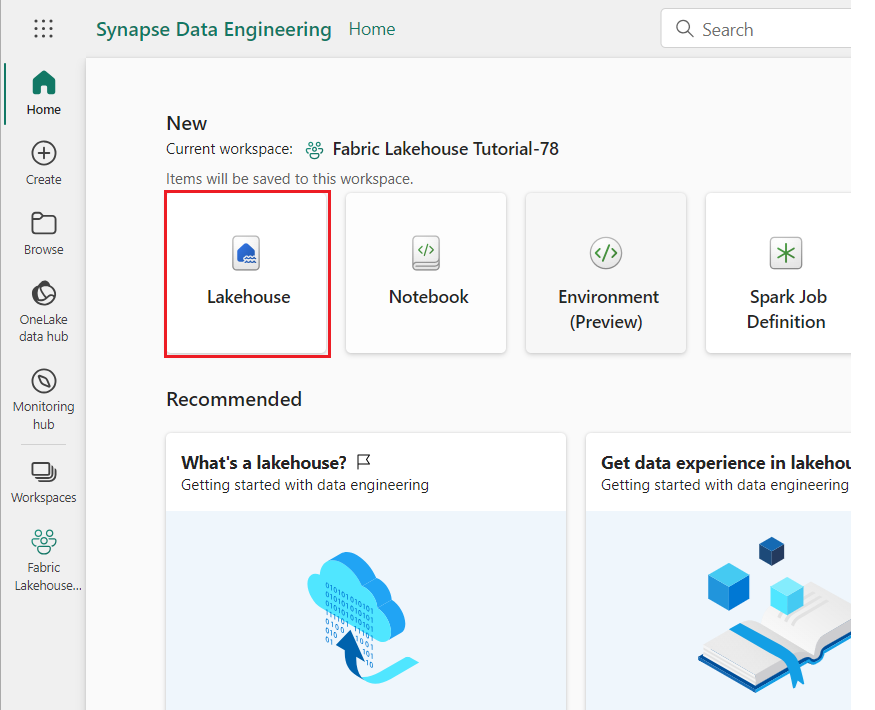 Synapse Data Engineering Home
Search
Home
Create
Browse
OneLake
data hub
Monitoring
hub
Workspaces
Fabric
Lakehouse...
New
Current workspace: Fabric Lakehouse Tutorial-78
Items will be saved to this workspace.
Lakehouse
Notebook
Environment
(Preview)
Spark Job
Definition
Recommended
What's a lakehouse?
Getting started with data engineering
Get data experience in lakehou
Getting started with data engineering